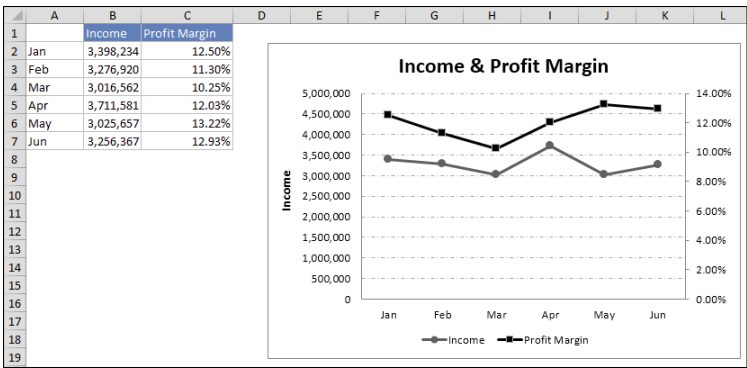 A B C D E F G H I J K L
1 Income Profit Margin
2 Jan 3,398,234 12.50%
3 Feb 3,276,920 11.30%
4 Mar 3,016,562 10.25%
5 Apr 3,711,581 12.03%
6 May 3,025,657 13.22%
7 Jun 3,256,367 12.93%
8
9
10
11
12
13
14
15
16
17
18
19
Income & Profit Margin
5,000,000 14.00%
4,500,000
4,000,000 12.00%
3,500,000 10.00%
3,000,000
2,500,000 8.00%
2,000,000 6.00%
1,500,000
1,000,000 4.00%
500,000 2.00%
0 0.00%
Income
Jan Feb Mar Apr May Jun
Income Profit Margin